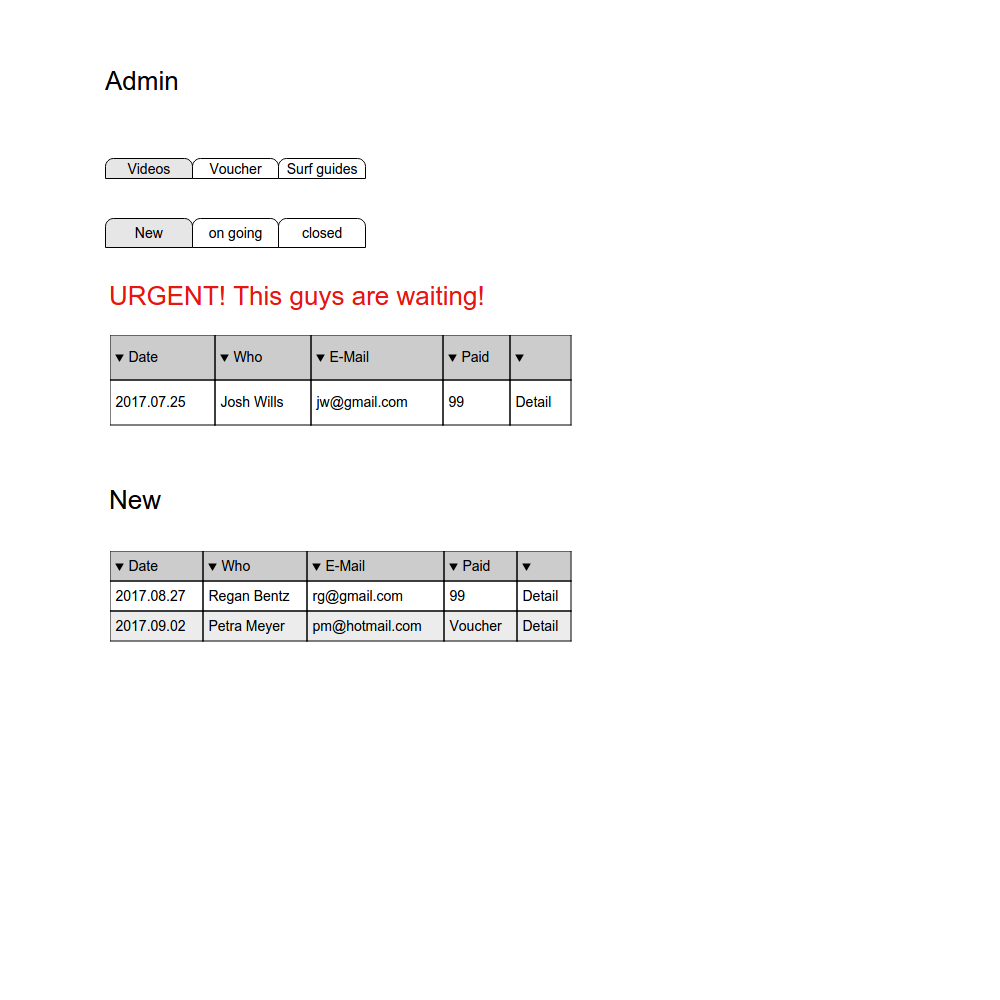 Admin
Videos Voucher Surf guides
New on going closed
URGENT! This guys are waiting!
▼ Date ▼ Who ▼ E-Mail ▼ Paid ▼
2017.07.25 Josh Wills jw@gmail.com 99 Detail
New
▼ Date ▼ Who ▼ E-Mail ▼ Paid ▼
2017.08.27 Regan Bentz rg@gmail.com 99 Detail
2017.09.02 Petra Meyer pm@hotmail.com Voucher Detail